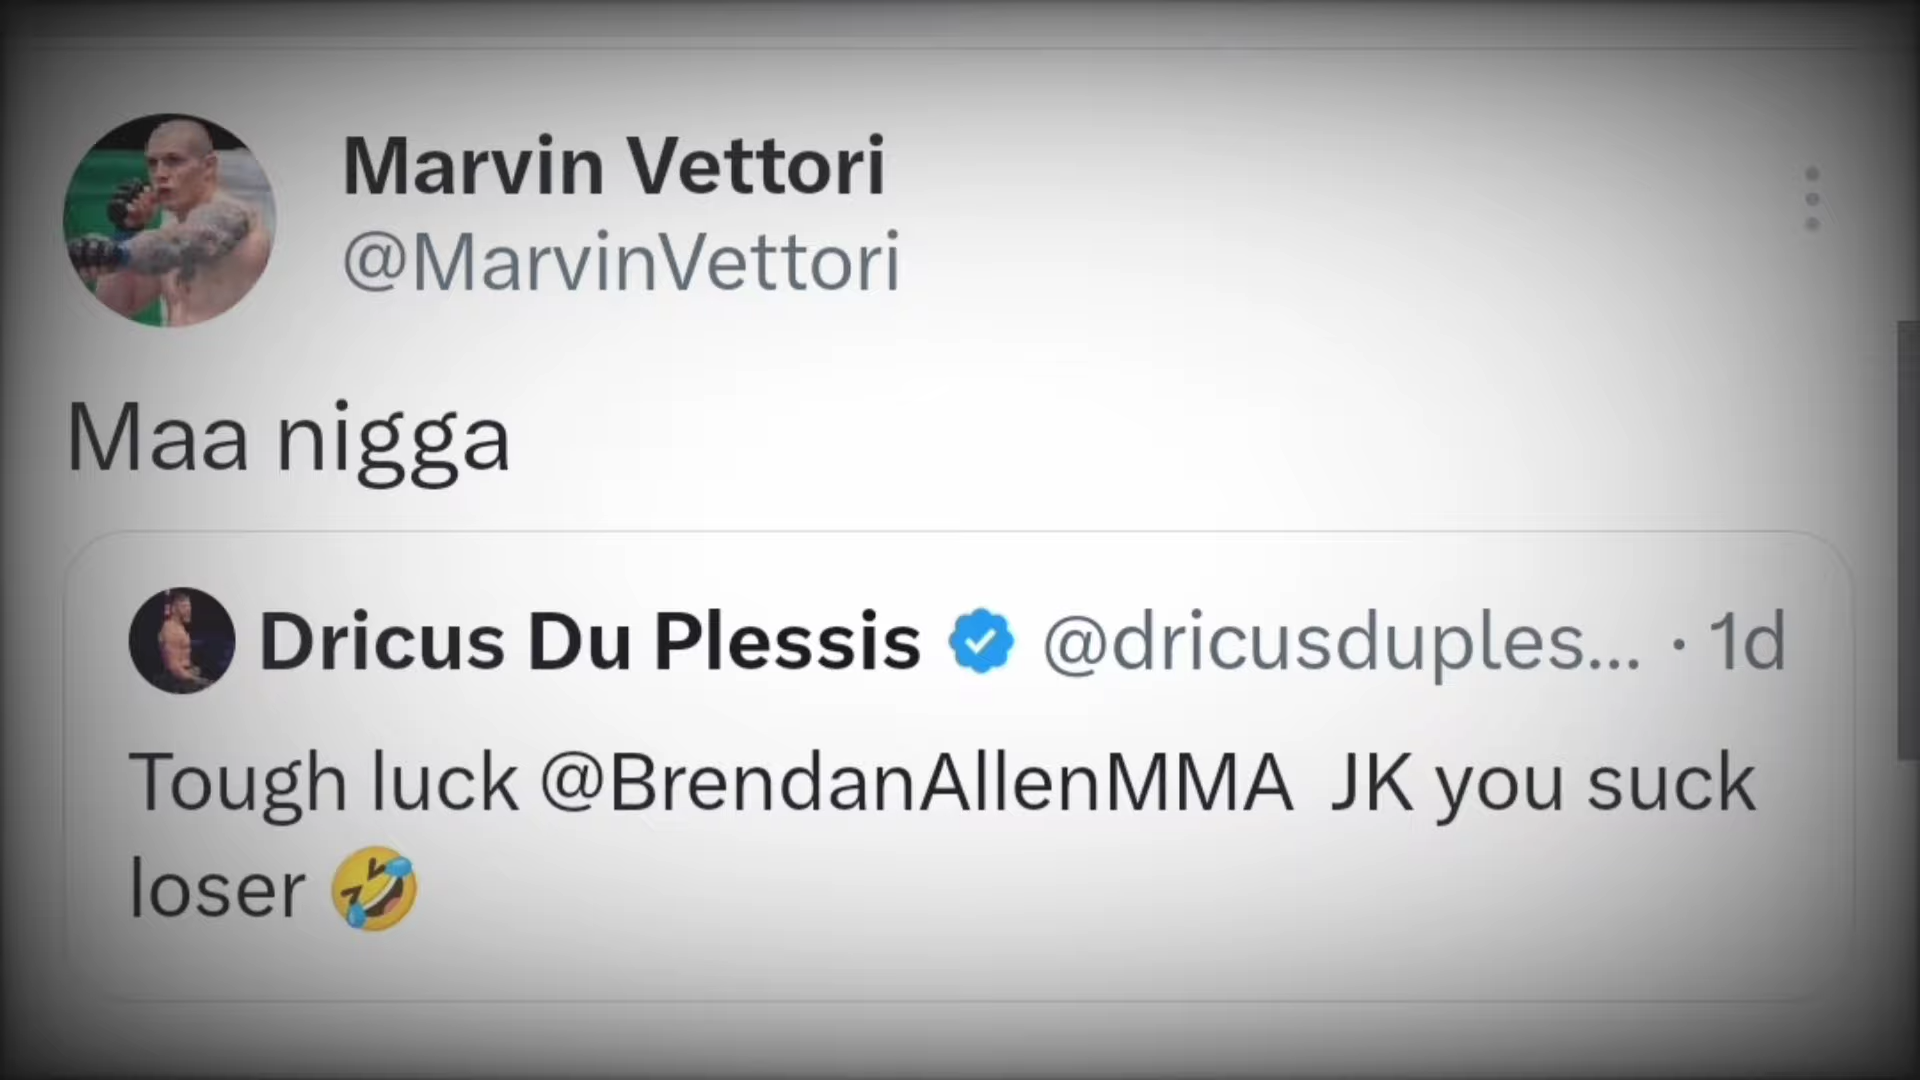 Marvin Vettori
@MarvinVettori
Maa nigga
Dricus Du Plessis @dricusduples... · 1d
Tough luck @BrendanAllenMMA JK you suck
loser 🤣